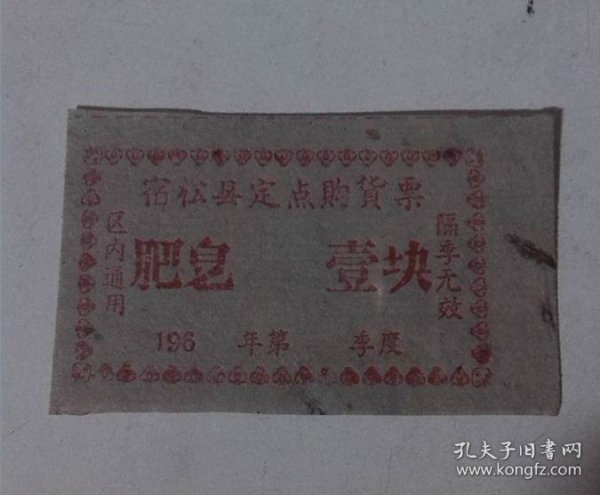 宿松县定点购货票
区内通用
肥皂 壹块
隔季无效
196 年第 季度
孔夫子旧书网
www.kongfz.com